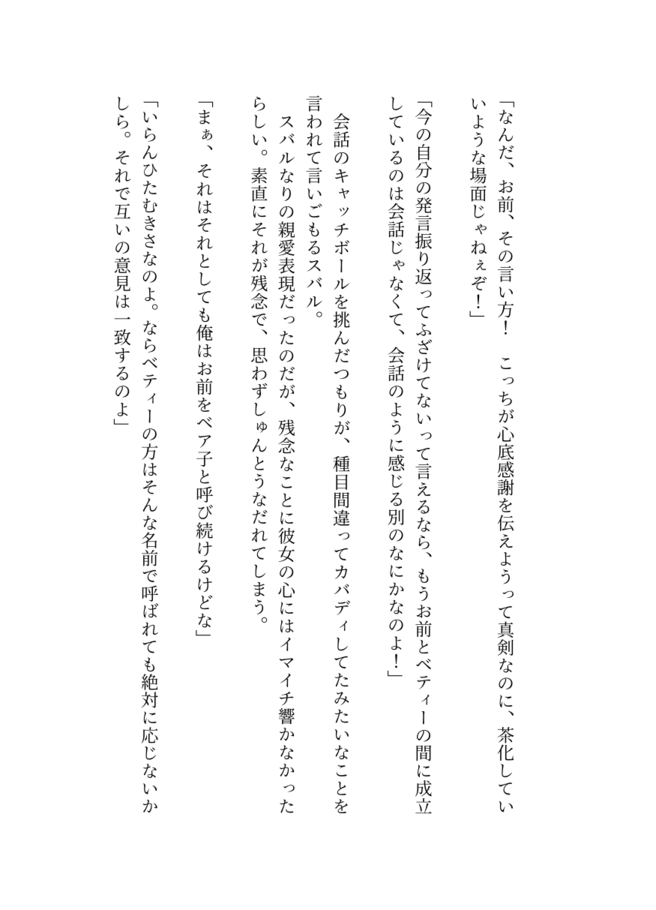 「なんだ、お前、その言い方！　こっちが心底感謝を伝えようって真剣なのに、茶化してい
いような場面じゃねぇぞ！」
「今の自分の発言振り返ってふざけてないって言えるなら、もうお前とベティーの間に成立
しているのは会話じゃなくて、会話のように感じる別のなにかなのよ！」
　会話のキャッチボールを挑んだつもりが、種目間違ってカバディしてたみたいなことを
言われて言いごもるスバル。
　スバルなりの親愛表現だったのだが、残念なことに彼女の心にはイマイチ響かなかった
らしい。素直にそれが残念で、思わずしゅんとうなだれてしまう。
「まぁ、それはそれとしても俺はお前をベア子と呼び続けるけどな」
「いらんひたむきさなのよ。ならベティーの方はそんな名前で呼ばれても絶対に応じないか
しら。それで互いの意見は一致するのよ」